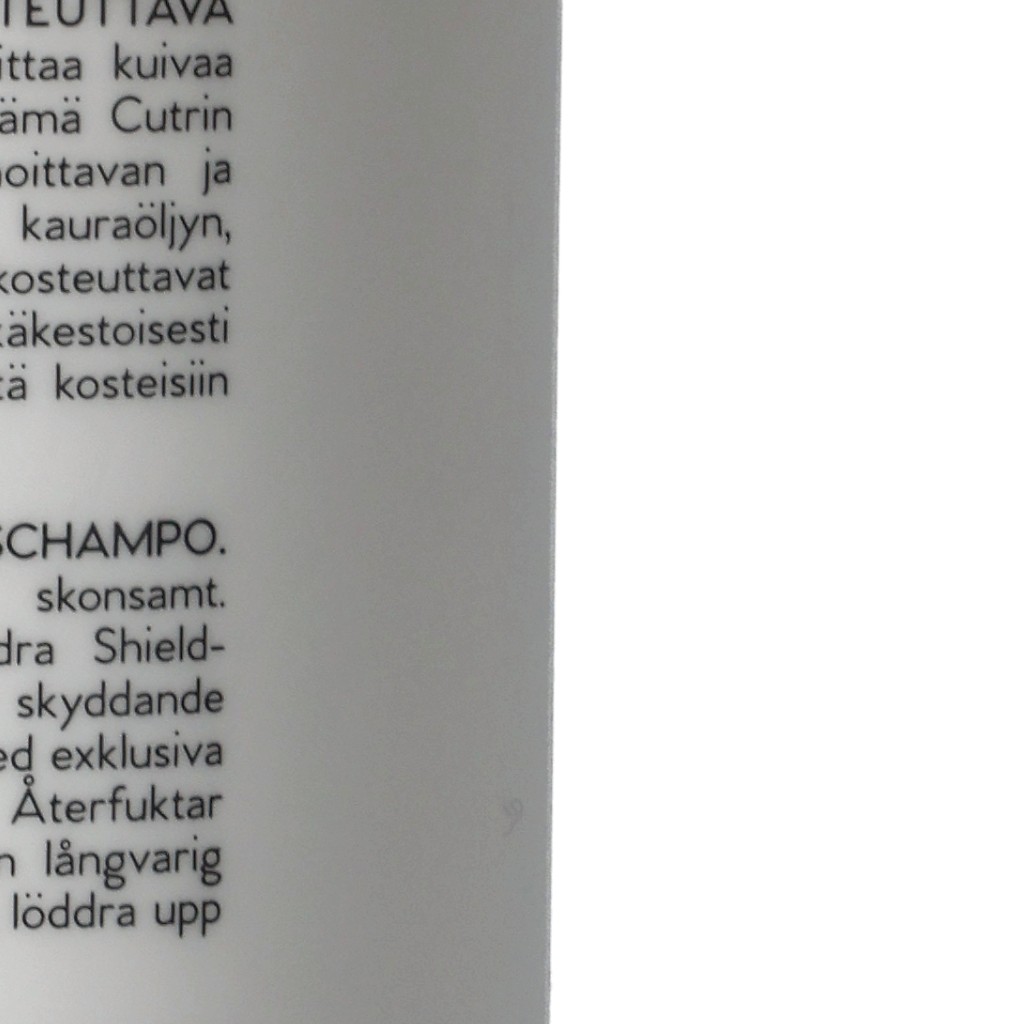 TEUTTAVA
ittaa kuivaa
ämä Cutrin
oittavan ja
kauraöljyn,
kosteuttavat
käkestoisesti
tä kosteisiin
SCHAMPO.
skonsamt.
dra Shield-
skyddande
ed exklusiva
Återfuktar
n långvarig
löddra upp